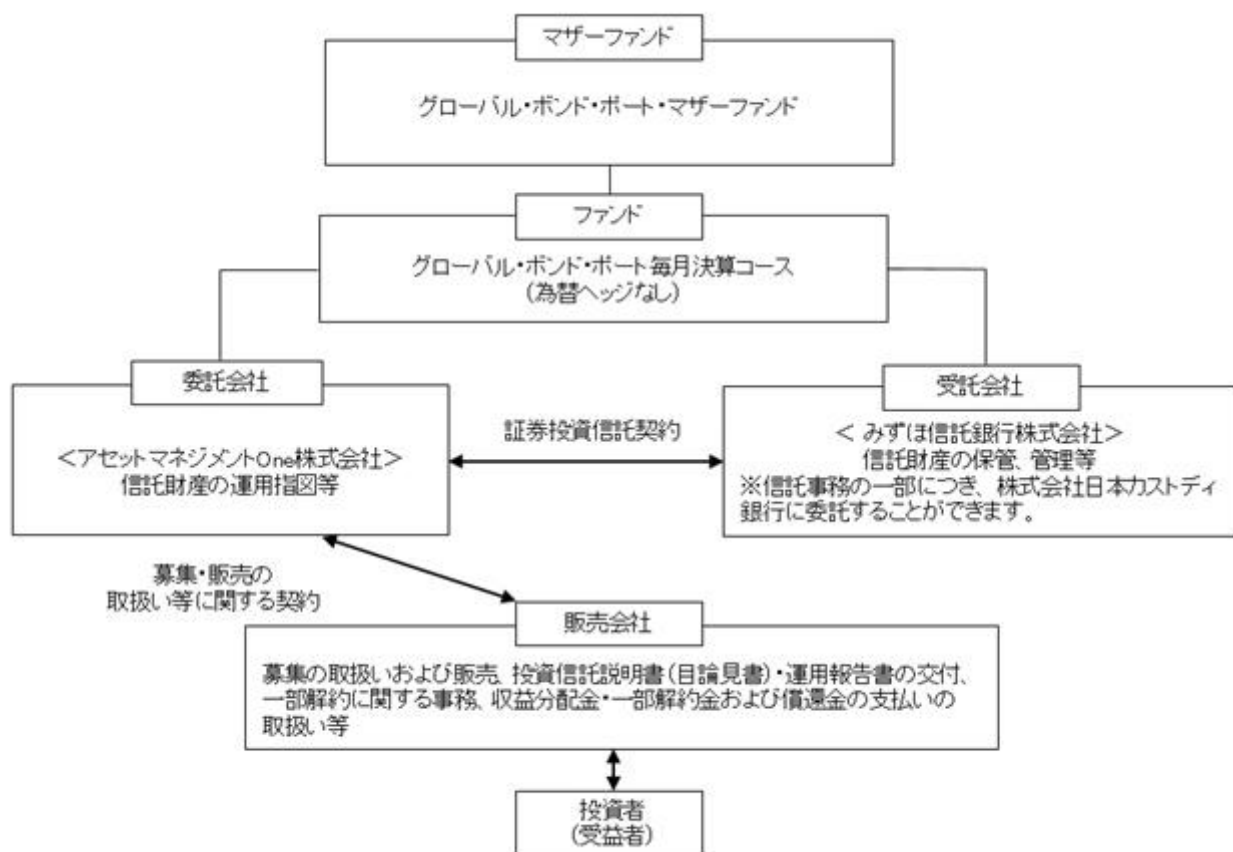 マザーファンド
グローバル・ボンド・ポート・マザーファンド
ファンド
グローバル・ボンド・ポート毎月決算コース
(為替ヘッジなし)
委託会社
<アセットマネジメントOne株式会社>
信託財産の運用指図等
証券投資信託契約
受託会社
< みずほ信託銀行株式会社>
信託財産の保管、管理等
※信託事務の一部につき、株式会社日本カストディ
銀行に委託することができます。
募集・販売の
取扱い等に関する契約
販売会社
募集の取扱いおよび販売、投資信託説明書(目論見書)・運用報告書の交付、
一部解約に関する事務、収益分配金・一部解約金および償還金の支払いの
取扱い等
投資者
(受益者)